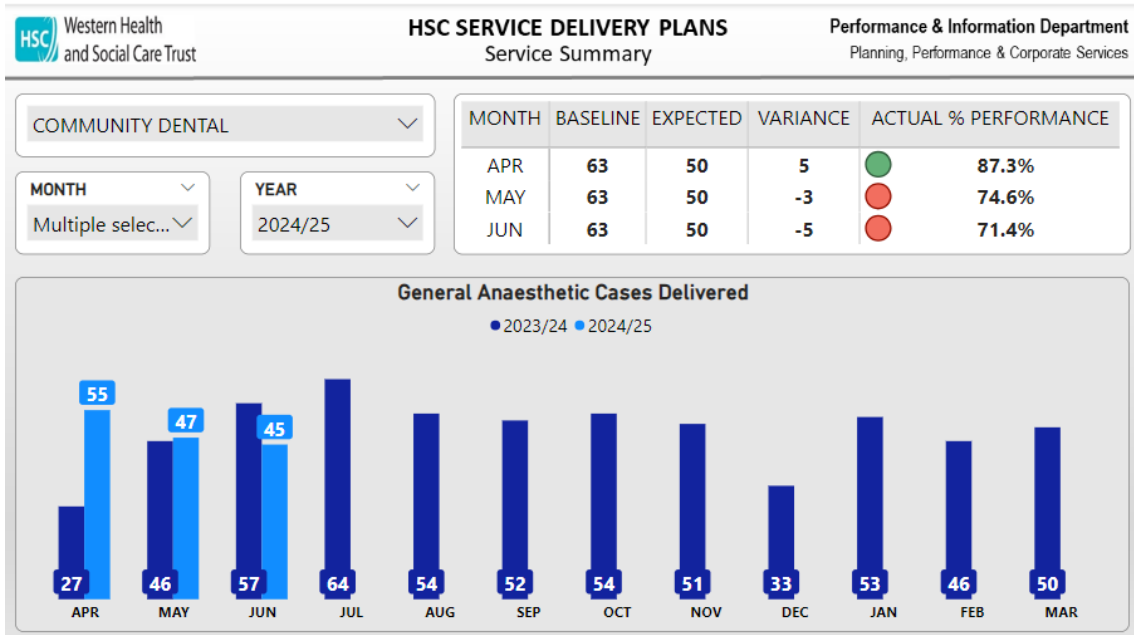 HSC Western Health
and Social Care Trust
HSC SERVICE DELIVERY PLANS
Service Summary
Performance & Information Department
Planning, Performance & Corporate Services
COMMUNITY DENTAL
MONTH
Multiple selec...
YEAR
2024/25
MONTH BASELINE EXPECTED VARIANCE ACTUAL % PERFORMANCE
APR 63 50 5 87.3%
MAY 63 50 -3 74.6%
JUN 63 50 -5 71.4%
General Anaesthetic Cases Delivered
2023/24 2024/25
55 47 45
27 46 57 64 54 52 54 51 33 53 46 50
APR MAY JUN JUL AUG SEP OCT NOV DEC JAN FEB MAR